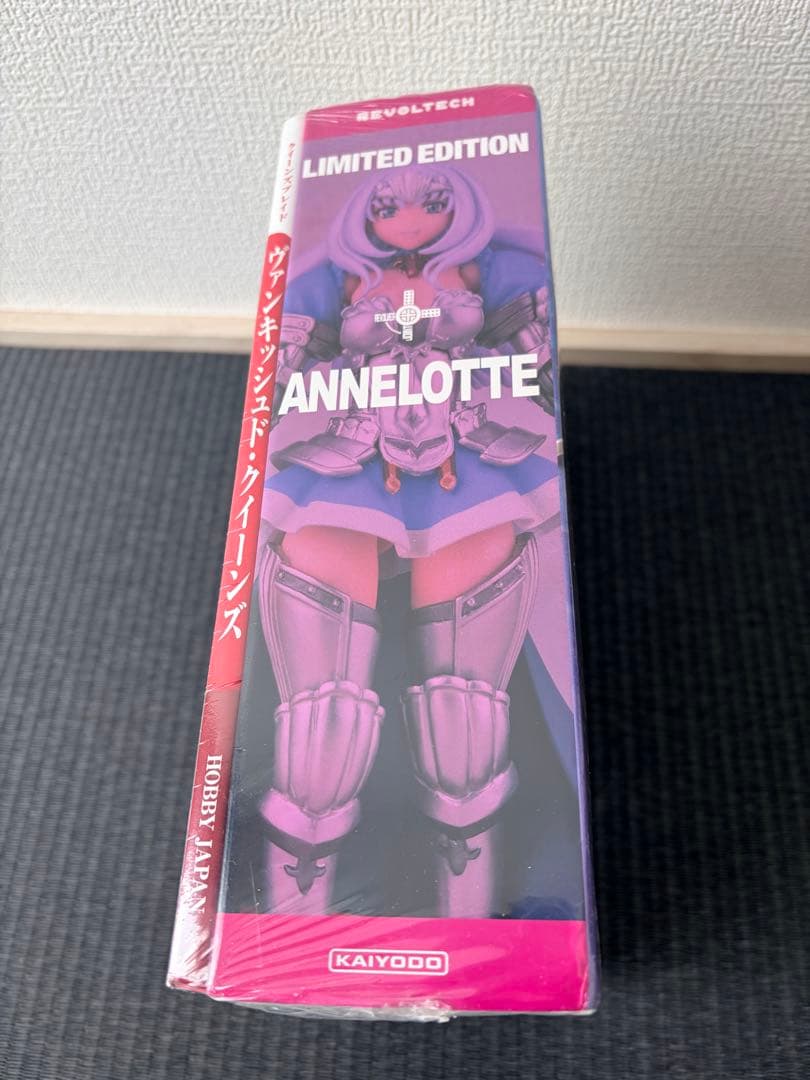 REVOLTECH
LIMITED EDITION
ANNELOTTE
KAIYODO
クイーンズブレイド
ヴァンキッシュド・クイーンズ
HOBBY JAPAN